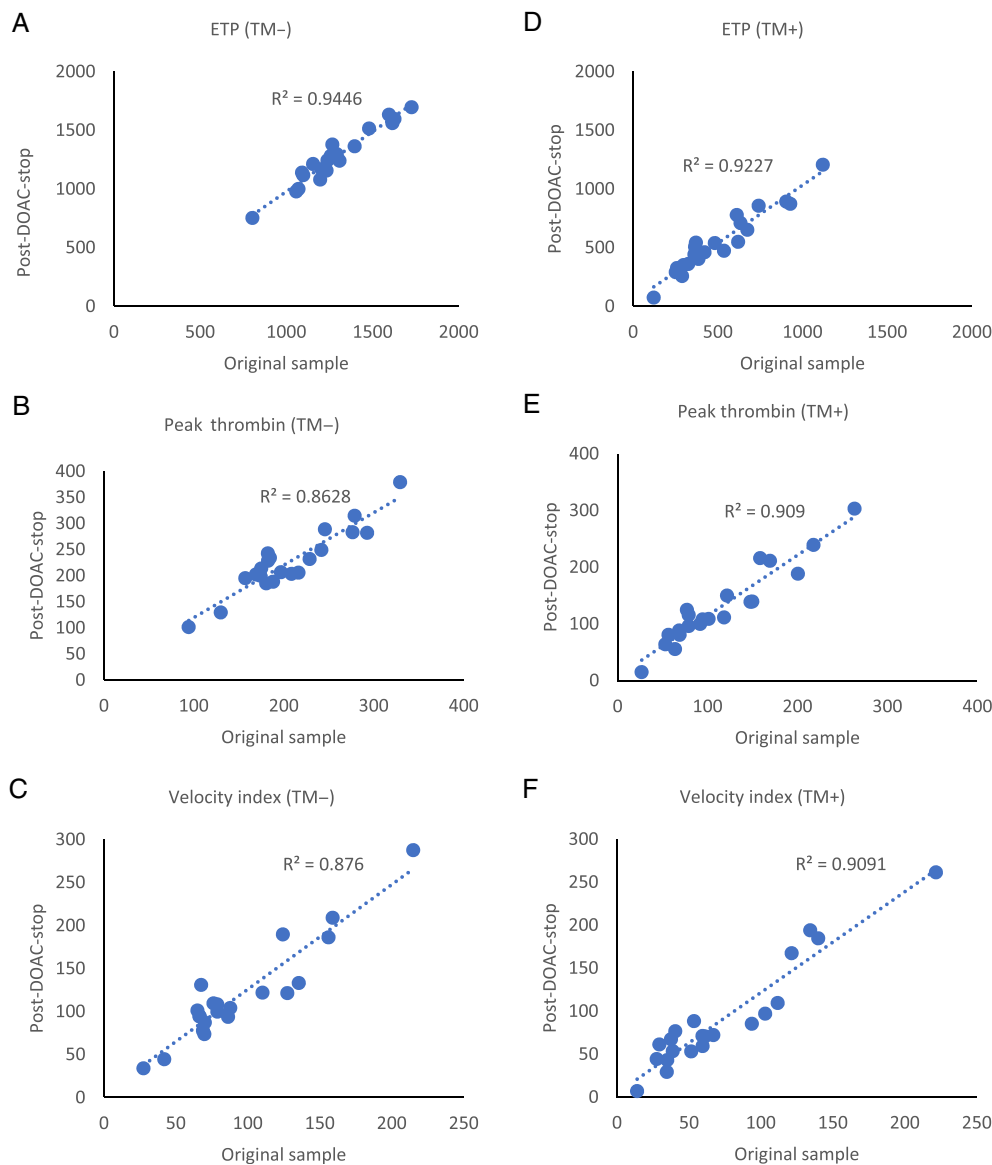 A
ETP (TM−)
2000
1500
1000
500
0
R² = 0.9446
Post-DOAC-stop
0 500 1000 1500 2000
Original sample
B
Peak thrombin (TM−)
400
350
300
250
200
150
100
50
0
R² = 0.8628
Post-DOAC-stop
0 100 200 300 400
Original sample
C
Velocity index (TM−)
300
250
200
150
100
50
0
R² = 0.876
Post-DOAC-stop
0 50 100 150 200 250
Original sample
D
ETP (TM+)
2000
1500
1000
500
0
R² = 0.9227
Post-DOAC-stop
0 500 1000 1500 2000
Original sample
E
Peak thrombin (TM+)
400
300
200
100
0
R² = 0.909
Post-DOAC-stop
0 100 200 300 400
Original sample
F
Velocity index (TM+)
300
250
200
150
100
50
0
R² = 0.9091
Post-DOAC-stop
0 50 100 150 200 250
Original sample